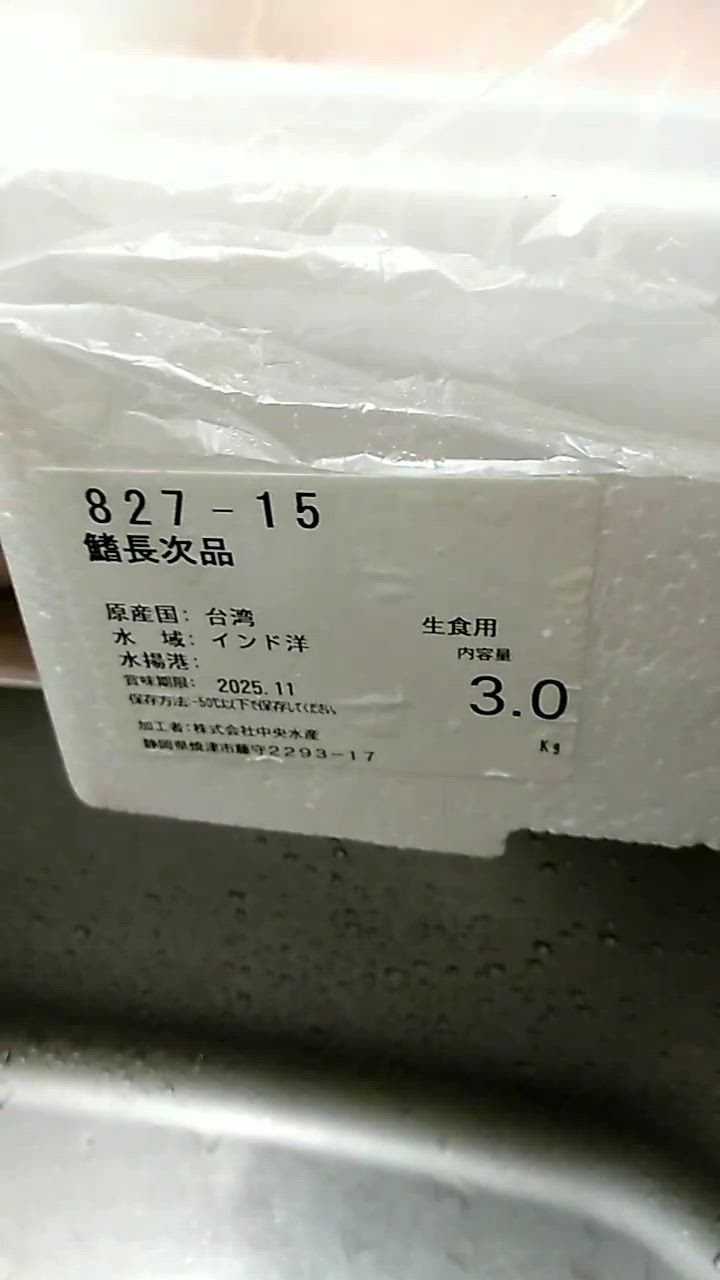 827-15
鰭長次品
原産国: 台湾
水 域: インド洋
水揚港:
賞味期限: 2025.11
保存方法:-50℃以下で保存してください
加工者:株式会社中央水産
静岡県焼津市藤守2293-17
生食用
内容量
3.0
Kg